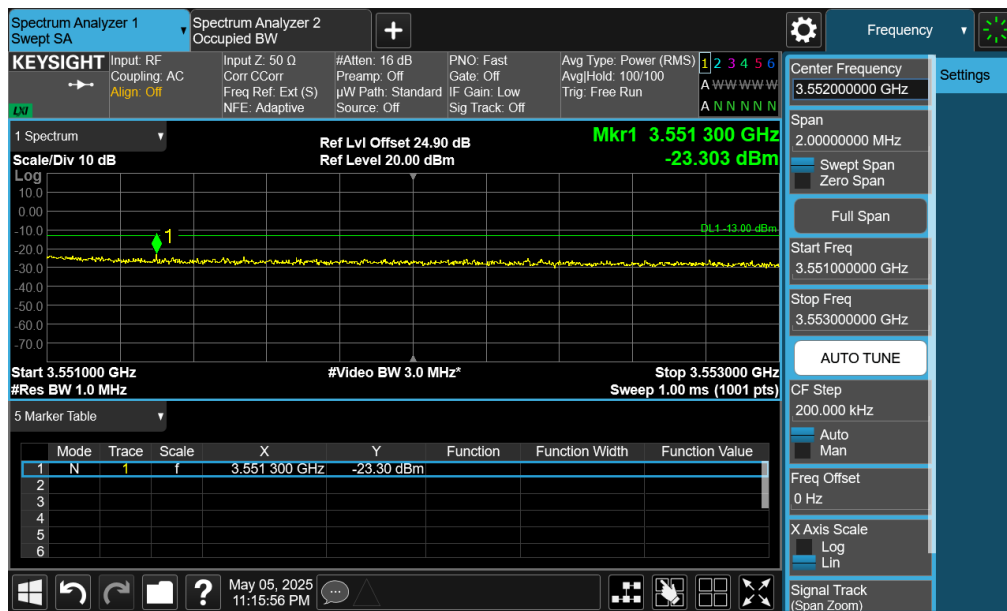 Spectrum Analyzer 1
Swept SA
Spectrum Analyzer 2
Occupied BW
+
Frequency
KEYSIGHT
LXI
Input: RF
Coupling: AC
Align: Off
Input Z: 50 Ω
Corr CCorr
Freq Ref: Ext (S)
NFE: Adaptive
#Atten: 16 dB
Preamp: Off
µW Path: Standard
Source: Off
PNO: Fast
Gate: Off
IF Gain: Low
Sig Track: Off
Avg Type: Power (RMS)
Avg|Hold: 100/100
Trig: Free Run
1 2 3 4 5 6
A W W W W W
A N N N N N
1 Spectrum
Scale/Div 10 dB
Ref Lvl Offset 24.90 dB
Ref Level 20.00 dBm
Mkr1 3.551 300 GHz
-23.303 dBm
Log
10.0
0.00
-10.0
-20.0
-30.0
-40.0
-50.0
-60.0
-70.0
1
DL1 -13.00 dBm
Start 3.551000 GHz
#Res BW 1.0 MHz
#Video BW 3.0 MHz*
Stop 3.553000 GHz
Sweep 1.00 ms (1001 pts)
5 Marker Table
Mode Trace Scale X Y Function Function Width Function Value
1 N 1 f 3.551 300 GHz -23.30 dBm
2
3
4
5
6
Center Frequency
3.552000000 GHz
Settings
Span
2.00000000 MHz
Swept Span
Zero Span
Full Span
Start Freq
3.551000000 GHz
Stop Freq
3.553000000 GHz
AUTO TUNE
CF Step
200.000 kHz
Auto
Man
Freq Offset
0 Hz
X Axis Scale
Log
Lin
Signal Track
(Span Zoom)
?
May 05, 2025
11:15:56 PM